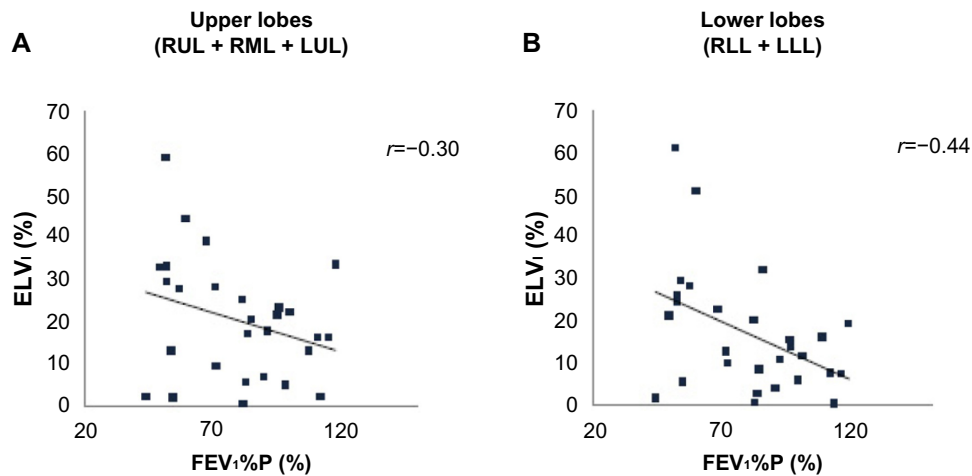 A
Upper lobes
(RUL + RML + LUL)
r=−0.30
ELVI (%)
70
60
50
40
30
20
10
0
20
70
120
FEV1%P (%)
B
Lower lobes
(RLL + LLL)
r=−0.44
ELVI (%)
70
60
50
40
30
20
10
0
20
70
120
FEV1%P (%)